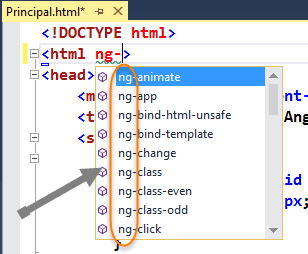 Principal.html*
<!DOCTYPE html>
<html ng->
<head>
ng-animate
<m
ng-app
ent-
<t
ng-bind-html-unsafe
Ang
<s
ng-bind-template
ng-change
ng-class
id
ng-class-even
px;
ng-class-odd
ng-click
}